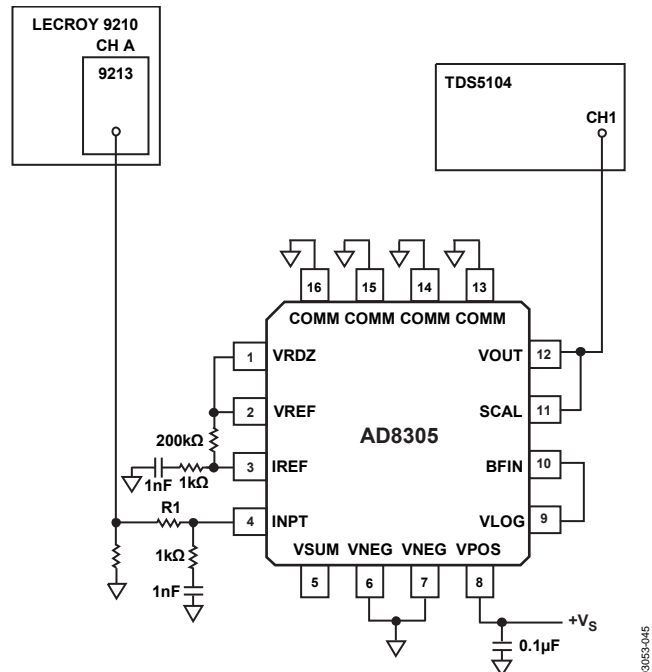 LECROY 9210
CH A
9213
TDS5104
CH1
16 15 14 13
COMM COMM COMM COMM
1 VRDZ
VOUT 12
2 VREF
SCAL 11
200kΩ
AD8305
3 IREF
BFIN 10
1nF 1kΩ
R1
4 INPT
VLOG 9
1kΩ
VSUM VNEG VNEG VPOS
5 6 7 8
1nF
+VS
0.1µF
3053-045